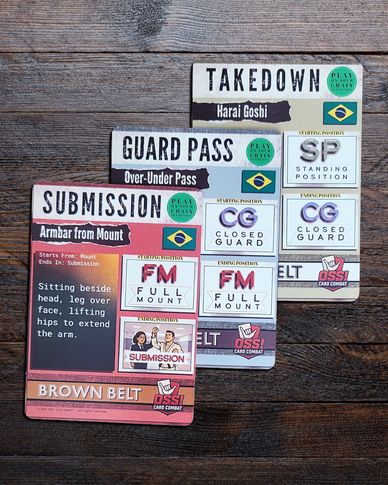 TAKEDOWN
PLAY
ON YOUR
CHAIN
Harai Goshi
STARTING POSITION
SP
STANDING
POSITION
ENDING POSITION
CG
CLOSED
GUARD
BELT
OSS!
CARD COMBAT
GUARD PASS
PLAY
ON YOUR
CHAIN
Over-Under Pass
STARTING POSITION
CG
CLOSED
GUARD
ENDING POSITION
FM
FULL
MOUNT
BELT
OSS!
CARD COMBAT
SUBMISSION
PLAY
ON YOUR
CHAIN
Armbar from Mount
Starts From: Mount
Ends In: Submission
Sitting beside
head, leg over
face, lifting
hips to extend
the arm.
STARTING POSITION
FM
FULL
MOUNT
ENDING POSITION
SUBMISSION
BROWN BELT
OSS!
CARD COMBAT